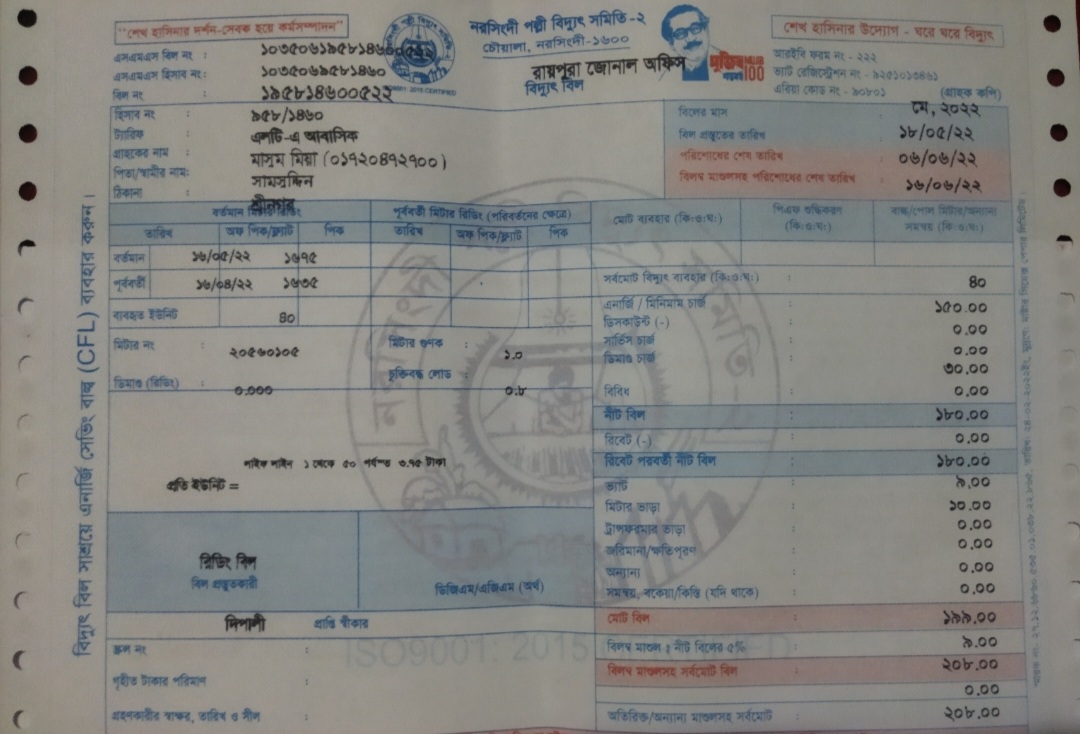 "শেখ হাসিনার দর্শন-সেবক হয়ে কর্মসম্পাদন"
নরসিংদী পল্লী বিদ্যুৎ সমিতি-২
চৌয়ালা, নরসিংদী-১৬০০
রায়পুরা জোনাল অফিস
বিদ্যুৎ বিল
শেখ হাসিনার উদ্যোগ - ঘরে ঘরে বিদ্যুৎ
আরইবি ফরম নং - ২২২
ভ্যাট রেজিস্ট্রেশন নং - ৯২৫১০১৩৪৬১
এরিয়া কোড নং - ৯০৮০১ (গ্রাহক কপি)
এসএমএস বিল নং : ১০৩৫০৬১৯৫৮১৪৬০০৫২২
এসএমএস হিসাব নং : ১০৩৫০৬১৯৫৮১৪৬০
বিল নং : ১৯৫৮১৪৬০০৫২২
হিসাব নং : ৯৫৮/১৪৬০
ট্যারিফ : এলটি-এ আবাসিক
গ্রাহকের নাম : মাসুম মিয়া (০১৭২০৪৭২৭০০)
পিতা/স্বামীর নাম: সামসুদ্দিন
ঠিকানা : শ্রীনগর
বিলের মাস মে, ২০২২
বিল প্রস্তুতের তারিখ ১৮/০৫/২২
পরিশোধের শেষ তারিখ ০৬/০৬/২২
বিলম্ব মাশুলসহ পরিশোধের শেষ তারিখ ১৬/০৬/২২
বর্তমান মিটার রিডিং
পূর্ববর্তী মিটার রিডিং (পরিবর্তনের ক্ষেত্রে)
তারিখ অফ পিক/ফ্ল্যাট পিক তারিখ অফ পিক/ফ্ল্যাট পিক
মোট ব্যবহার (কি:ও:ঘ:)
পিএফ শুদ্ধিকরণ (কি:ও:ঘ:)
বাল্ক/পোল মিটার/অন্যান্য সমন্বয় (কি:ও:ঘ:)
বর্তমান ১৬/০৫/২২ ১৬৭৫
পূর্ববর্তী ১৬/০৪/২২ ১৬৩৫
ব্যবহৃত ইউনিট ৪০
মিটার নং : ২০৫৬০১০৫
মিটার গুণক : ১.০
ডিমান্ড (রিডিং) : ০.০০০
চুক্তিবদ্ধ লোড : ০.৮
লাইফ লাইন ১ থেকে ৫০ পর্যন্ত ৩.৭৫ টাকা
প্রতি ইউনিট =
রিডিং বিল
বিল প্রস্তুতকারী
ডিজিএম/এজিএম (অর্থ)
দিপালী
প্রাপ্তি স্বীকার
স্ক্রল নং :
গৃহীত টাকার পরিমাণ :
গ্রহণকারীর স্বাক্ষর, তারিখ ও সীল :
সর্বমোট বিদ্যুৎ ব্যবহার (কি:ও:ঘ:) : ৪০
এনার্জি / মিনিমাম চার্জ : ১৫০.০০
ডিসকাউন্ট (-) ০.০০
সার্ভিস চার্জ : ০.০০
ডিমান্ড চার্জ : ৩০.০০
বিবিধ : ০.০০
নীট বিল : ১৮০.০০
রিবেট (-) : ০.০০
রিবেট পরবর্তী নীট বিল : ১৮০.০০
ভ্যাট : ৯.০০
মিটার ভাড়া : ১০.০০
ট্রান্সফরমার ভাড়া : ০.০০
জরিমানা/ক্ষতিপূরণ : ০.০০
অন্যান্য : ০.০০
সমন্বয়, বকেয়া/কিস্তি (যদি থাকে) : ০.০০
মোট বিল : ১৯৯.০০
বিলম্ব মাশুল : নীট বিলের ৫% : ৯.০০
বিলম্ব মাশুলসহ সর্বমোট বিল : ২০৮.০০
০.০০
অতিরিক্ত/অন্যান্য মাশুলসহ সর্বমোট : ২০৮.০০
বিদ্যুৎ বিল সাশ্রয়ে এনার্জি সেভিং বাল্ব (CFL) ব্যবহার করুন।